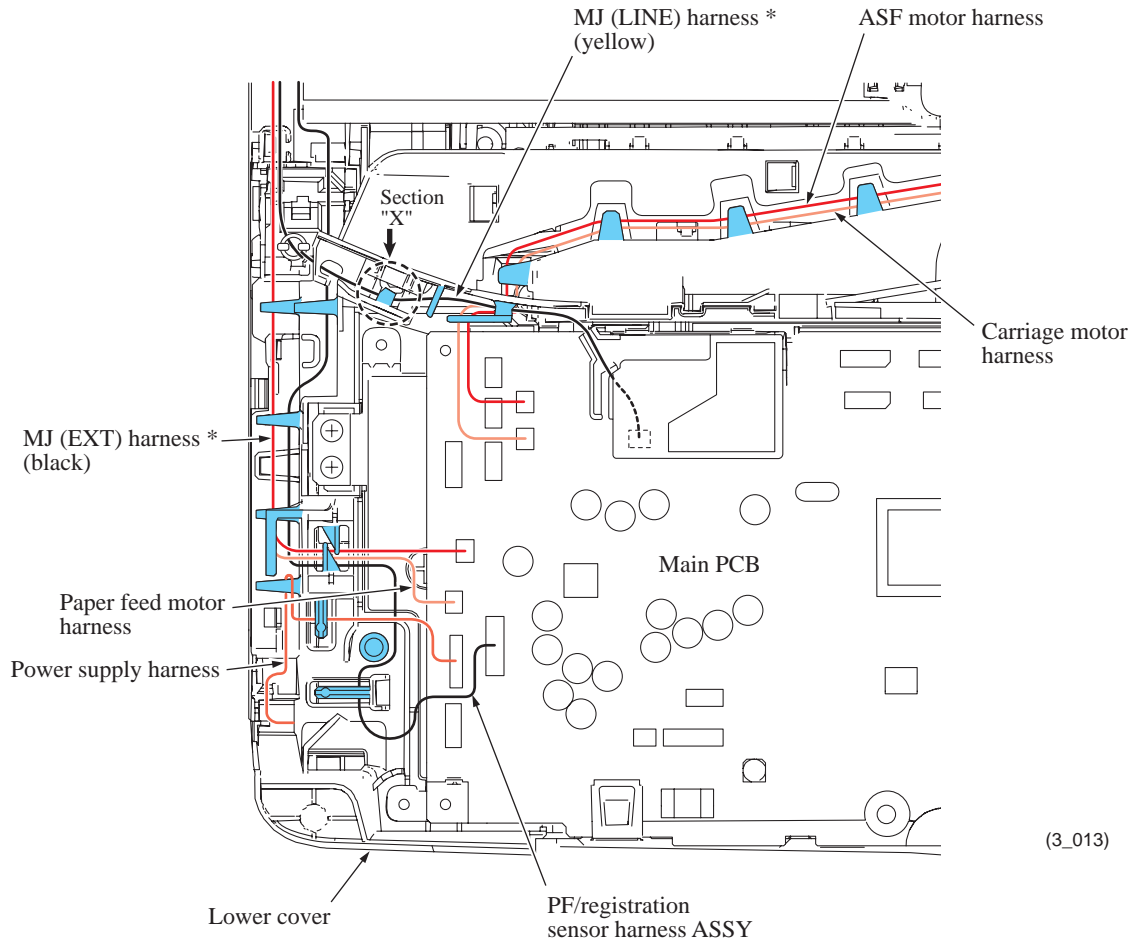 MJ (LINE) harness *
(yellow)
ASF motor harness
Section
"X"
Carriage motor
harness
MJ (EXT) harness *
(black)
Main PCB
Paper feed motor
harness
Power supply harness
(3_013)
Lower cover
PF/registration
sensor harness ASSY